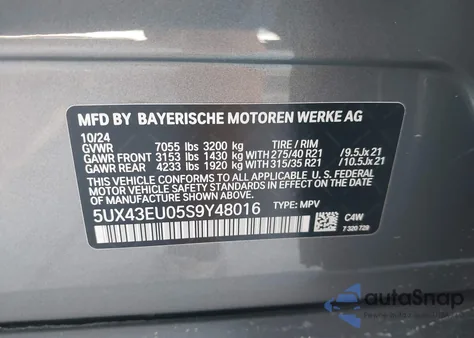 MFD BY BAYERISCHE MOTOREN WERKE AG
10/24
GVWR 7055 lbs 3200 kg TIRE / RIM
GAWR FRONT 3153 lbs 1430 kg WITH 275/40 R21 /9.5Jx21
GAWR REAR 4233 lbs 1920 kg WITH 315/35 R21 /10.5Jx21
THIS VEHICLE CONFORMS TO ALL APPLICABLE U.S. FEDERAL
MOTOR VEHICLE SAFETY STANDARDS IN EFFECT ON THE DATE
OF MANUFACTURE SHOWN ABOVE.
5UX43EU05S9Y48016 TYPE: MPV
C4W
7 320 729
autoSnap